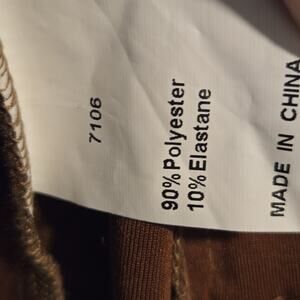 7106
90% Polyester
10% Elastane
MADE IN CHINA